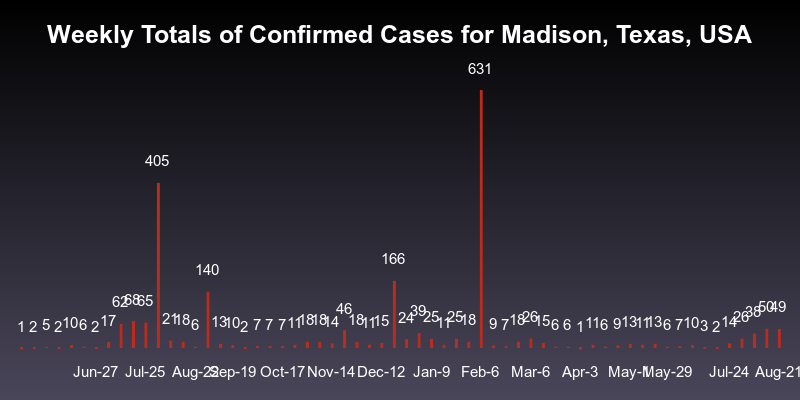 Weekly Totals of Confirmed Cases for Madison, Texas, USA
631
405
166
140
1 2 5 2 10 6 2 17 62 68 65 21 18 6 13 10 2 7 7 7 11 18 18 14 46 18 11 15 24 39 25 11 25 18 9 7 18 26 15 6 6 1 11 6 9 13 11 13 6 7 10 3 2 14 26 38 50 49
Jun-27 Jul-25 Aug-22 Sep-19 Oct-17 Nov-14 Dec-12 Jan-9 Feb-6 Mar-6 Apr-3 May-1 May-29 Jul-24 Aug-21